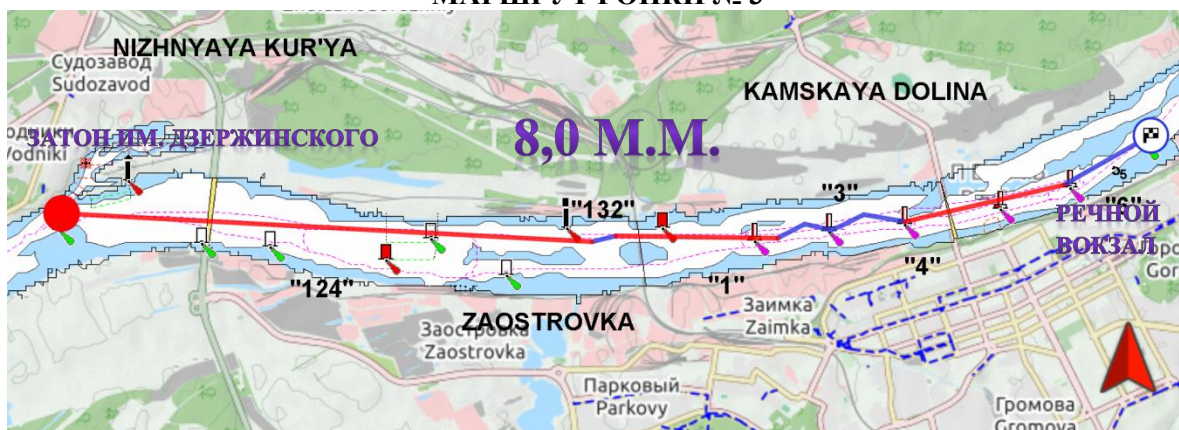 NIZHNYAYA KUR'YA
Судозавод
Sudozavod
KAMSKAYA DOLINA
ЗАТОН ИМ. ДЗЕРЖИНСКОГО
8,0 М.М.
Vodniki
"132"
"3"
"6"
РЕЧНОЙ
ВОКЗАЛ
"4"
"1"
"124"
ZAOSTROVKA
Заостровка
Zaostrovka
Заимка
Zaimka
Парковый
Parkovy
Громова
Gromova